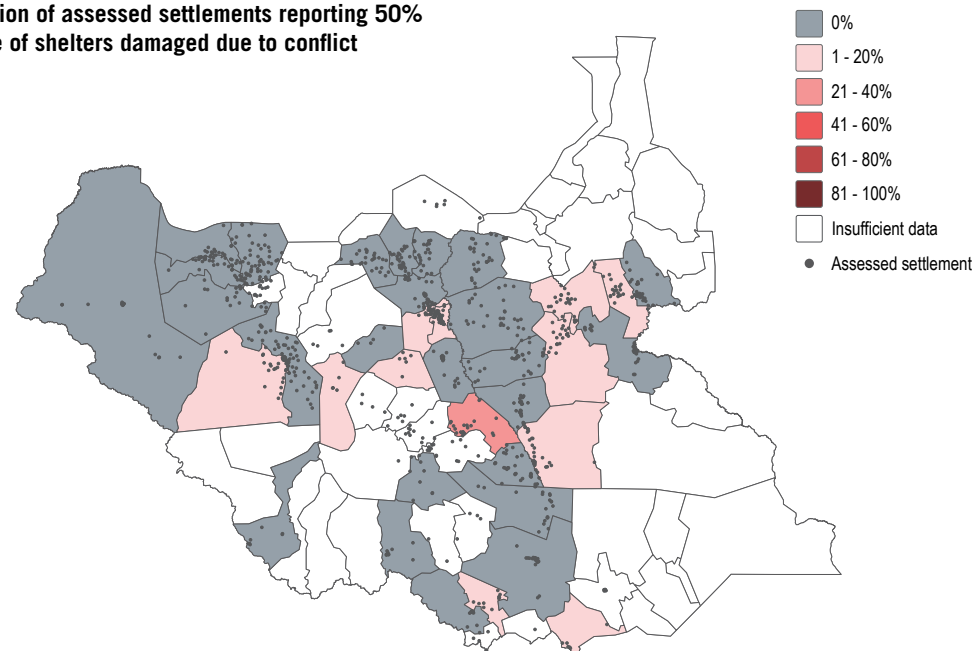 of assessed settlements reporting 50%
of shelters damaged due to conflict
0%
1 - 20%
21 - 40%
41 - 60%
61 - 80%
81 - 100%
Insufficient data
Assessed settlement